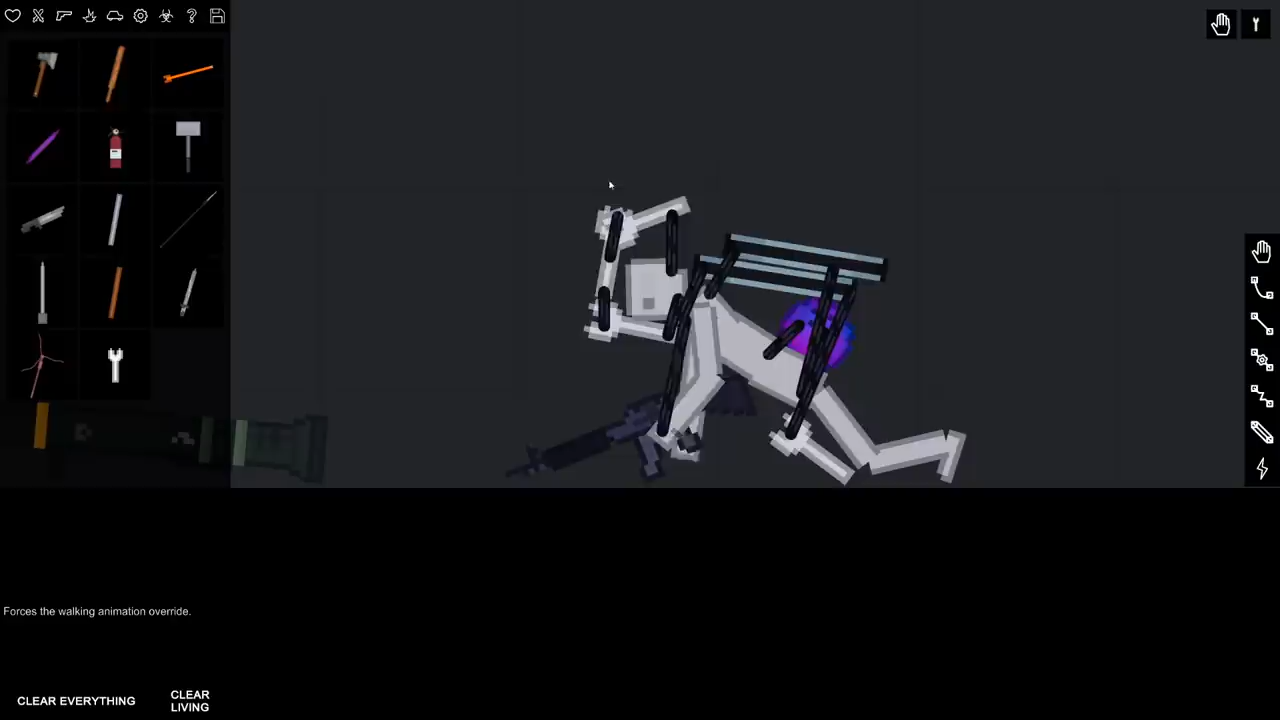 Forces the walking animation override.
CLEAR EVERYTHING
CLEAR
LIVING